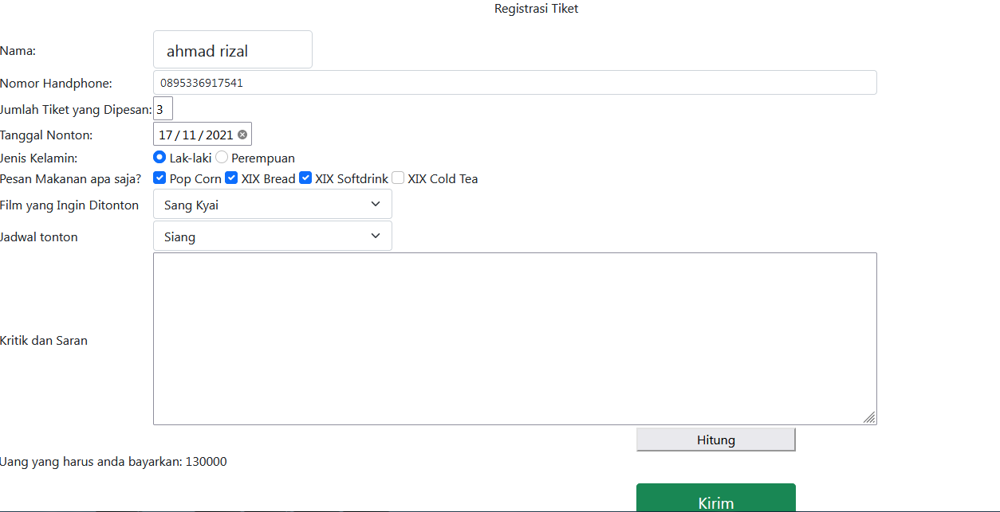 Registrasi Tiket
Nama: ahmad rizal
Nomor Handphone: 0895336917541
Jumlah Tiket yang Dipesan: 3
Tanggal Nonton: 17/11/2021
Jenis Kelamin: Lak-laki Perempuan
Pesan Makanan apa saja? Pop Corn XIX Bread XIX Softdrink XIX Cold Tea
Film yang Ingin Ditonton Sang Kyai
Jadwal tonton Siang
Kritik dan Saran
Hitung
Uang yang harus anda bayarkan: 130000
Kirim